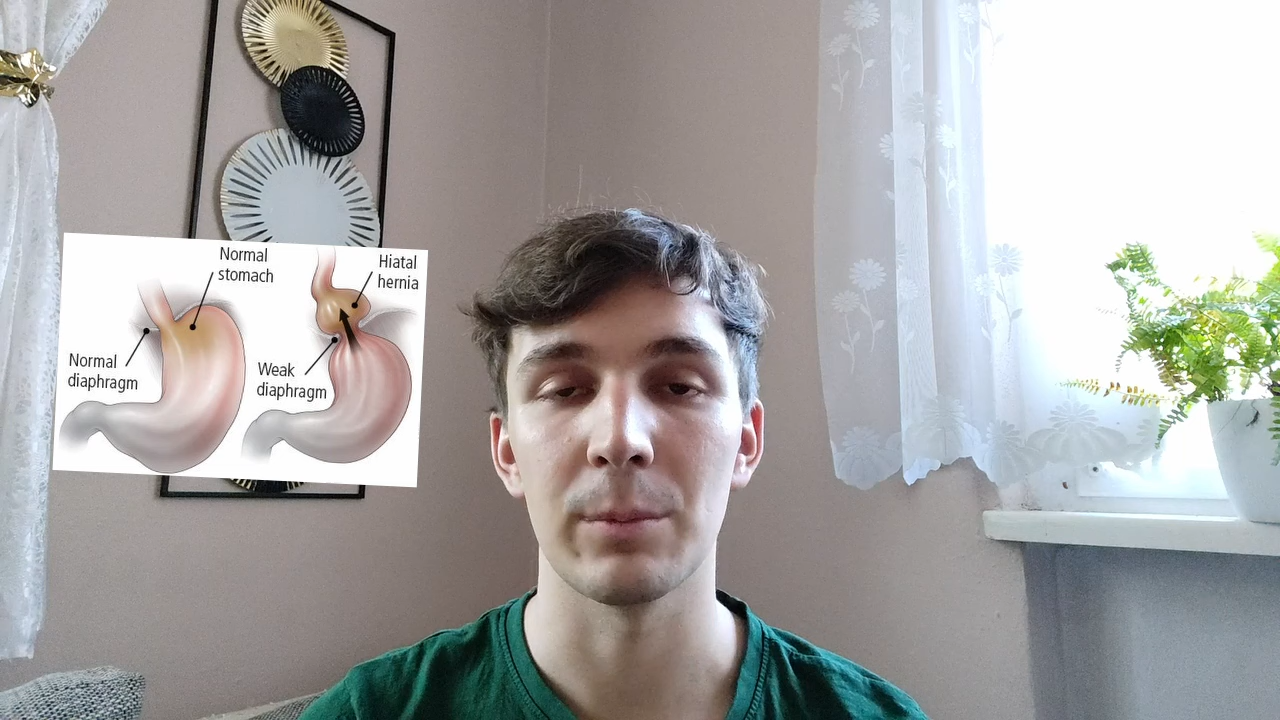 Normal
stomach
Hiatal
hernia
Normal
diaphragm
Weak
diaphragm